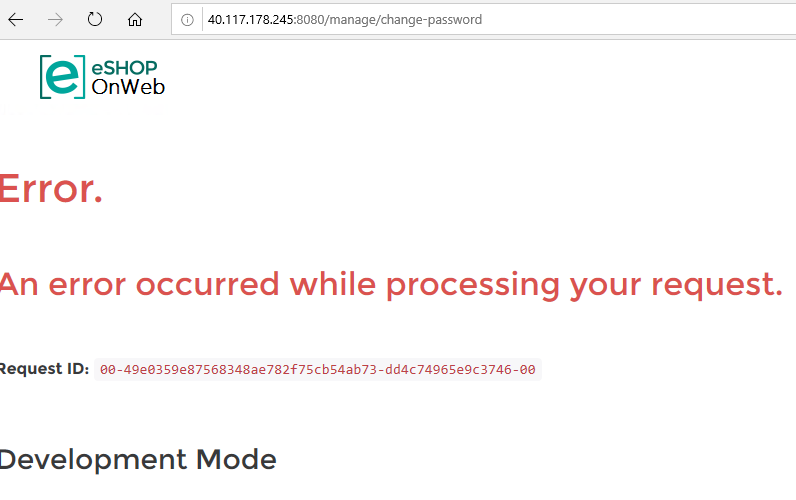 40.117.178.245:8080/manage/change-password
eSHOP
OnWeb
Error.
An error occurred while processing your request.
Request ID: 00-49e0359e87568348ae782f75cb54ab73-dd4c74965e9c3746-00
Development Mode